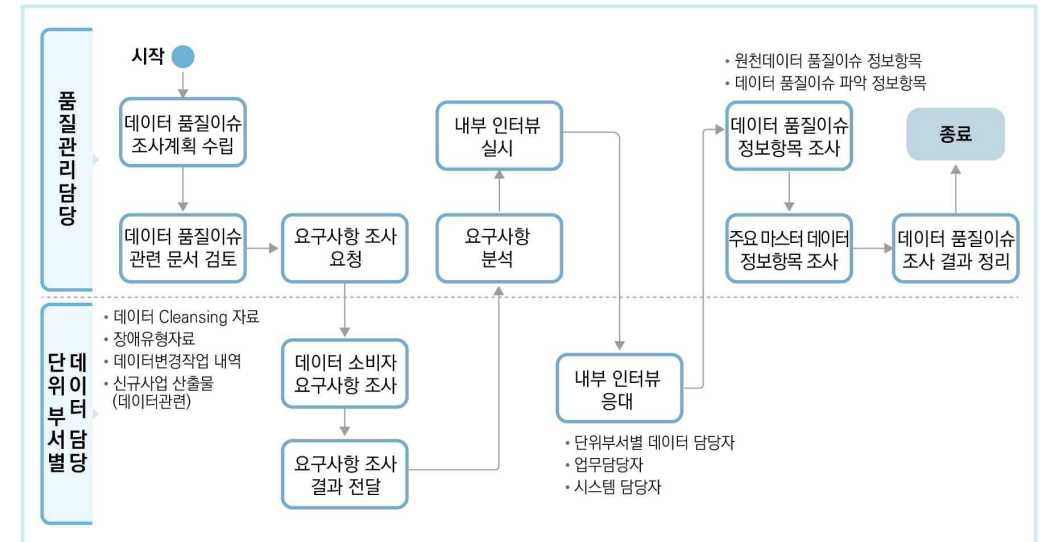 품질관리담당
시작
데이터 품질이슈
조사계획 수립
데이터 품질이슈
관련 문서 검토
요구사항 조사
요청
내부 인터뷰
실시
요구사항
분석
• 원천데이터 품질이슈 정보항목
• 데이터 품질이슈 파악 정보항목
데이터 품질이슈
정보항목 조사
주요 마스터 데이터
정보항목 조사
데이터 품질이슈
조사 결과 정리
종료
단위 부서별
데이터 담당
• 데이터 Cleansing 자료
• 장애유형자료
• 데이터변경작업 내역
• 신규사업 산출물
(데이터관련)
데이터 소비자
요구사항 조사
요구사항 조사
결과 전달
내부 인터뷰
응대
• 단위부서별 데이터 담당자
• 업무담당자
• 시스템 담당자